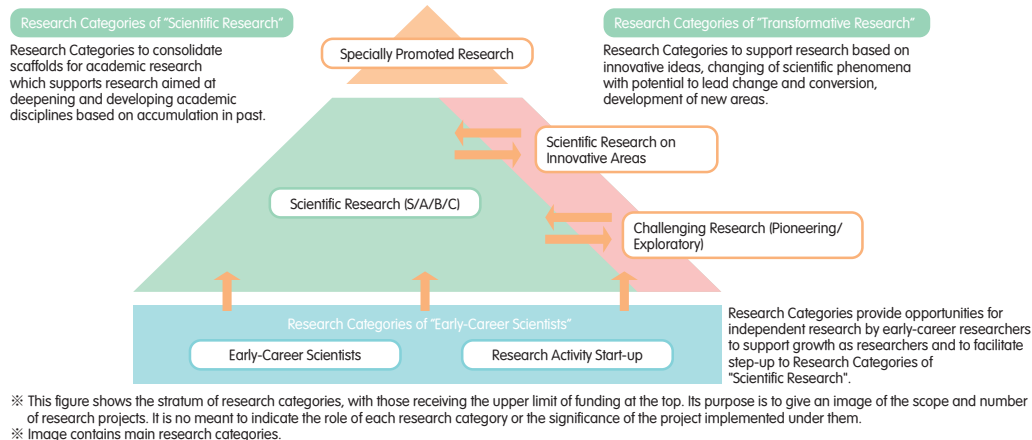 Research Categories of "Scientific Research"
Research Categories to consolidate
scaffolds for academic research
which supports research aimed at
deepening and developing academic
disciplines based on accumulation in past.
Specially Promoted Research
Research Categories of "Transformative Research"
Research Categories to support research based on
innovative ideas, changing of scientific phenomena
with potential to lead change and conversion,
development of new areas.
Scientific Research on
Innovative Areas
Scientific Research (S/A/B/C)
Challenging Research (Pioneering/
Exploratory)
Research Categories of "Early-Career Scientists"
Early-Career Scientists
Research Activity Start-up
Research Categories provide opportunities for
independent research by early-career researchers
to support growth as researchers and to facilitate
step-up to Research Categories of
"Scientific Research".
※ This figure shows the stratum of research categories, with those receiving the upper limit of funding at the top. Its purpose is to give an image of the scope and number
of research projects. It is no meant to indicate the role of each research category or the significance of the project implemented under them.
※ Image contains main research categories.